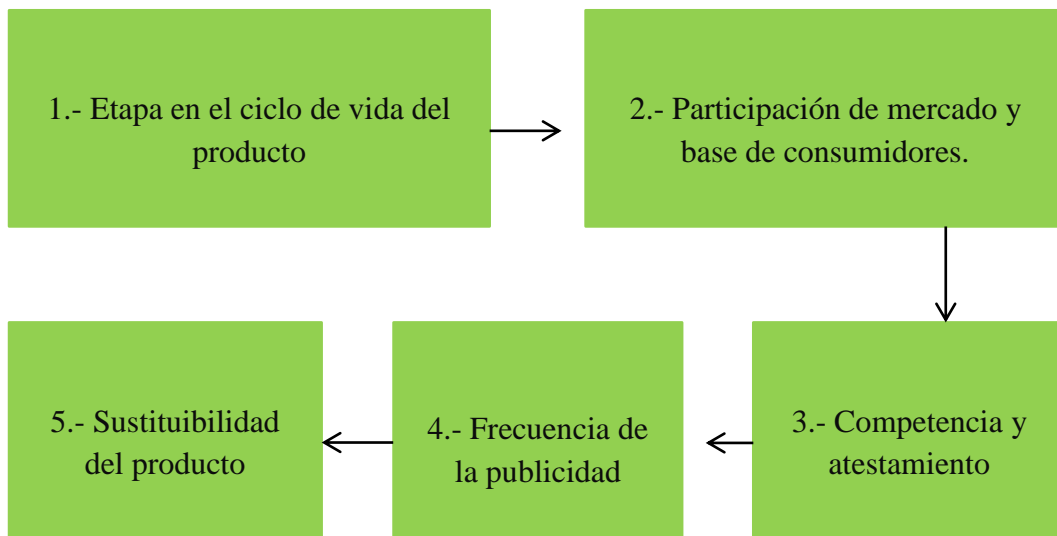 1.- Etapa en el ciclo de vida del
producto
2.- Participación de mercado y
base de consumidores.
3.- Competencia y
atestamiento
4.- Frecuencia de
la publicidad
5.- Sustituibilidad
del producto